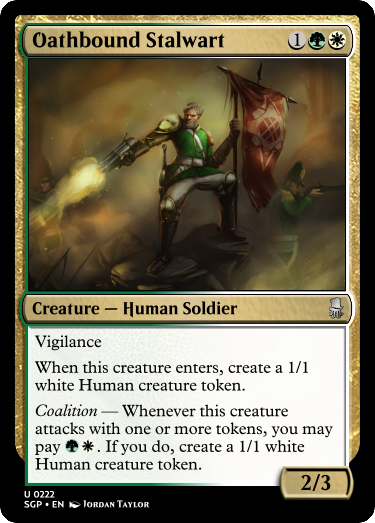 Oathbound Stalwart 1
Creature — Human Soldier
Vigilance
When this creature enters, create a 1/1
white Human creature token.
Coalition — Whenever this creature
attacks with one or more tokens, you may
pay . If you do, create a 1/1 white
Human creature token.
2/3
U 0222
SGP • EN Jordan Taylor